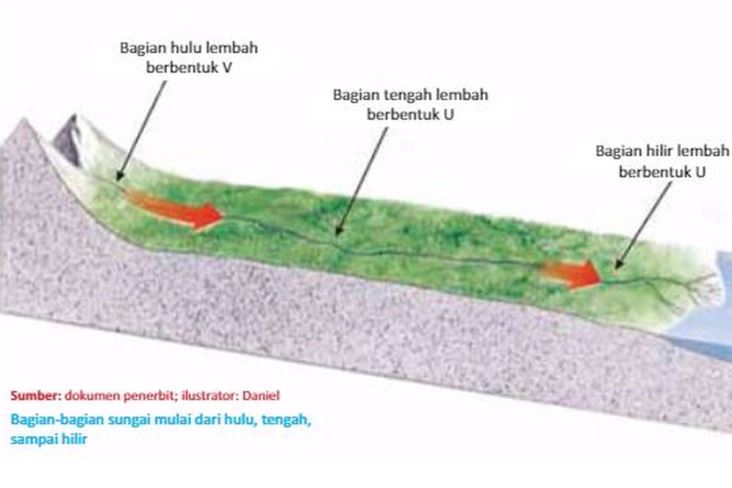 Bagian hulu lembah
berbentuk V
Bagian tengah lembah
berbentuk U
Bagian hilir lembah
berbentuk U
Sumber: dokumen penerbit; ilustrator: Daniel
Bagian-bagian sungai mulai dari hulu, tengah,
sampai hilir